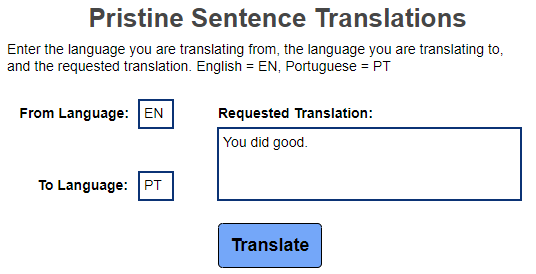 Pristine Sentence Translations
Enter the language you are translating from, the language you are translating to,
and the requested translation. English = EN, Portuguese = PT
From Language: EN
Requested Translation:
You did good.
To Language: PT
Translate